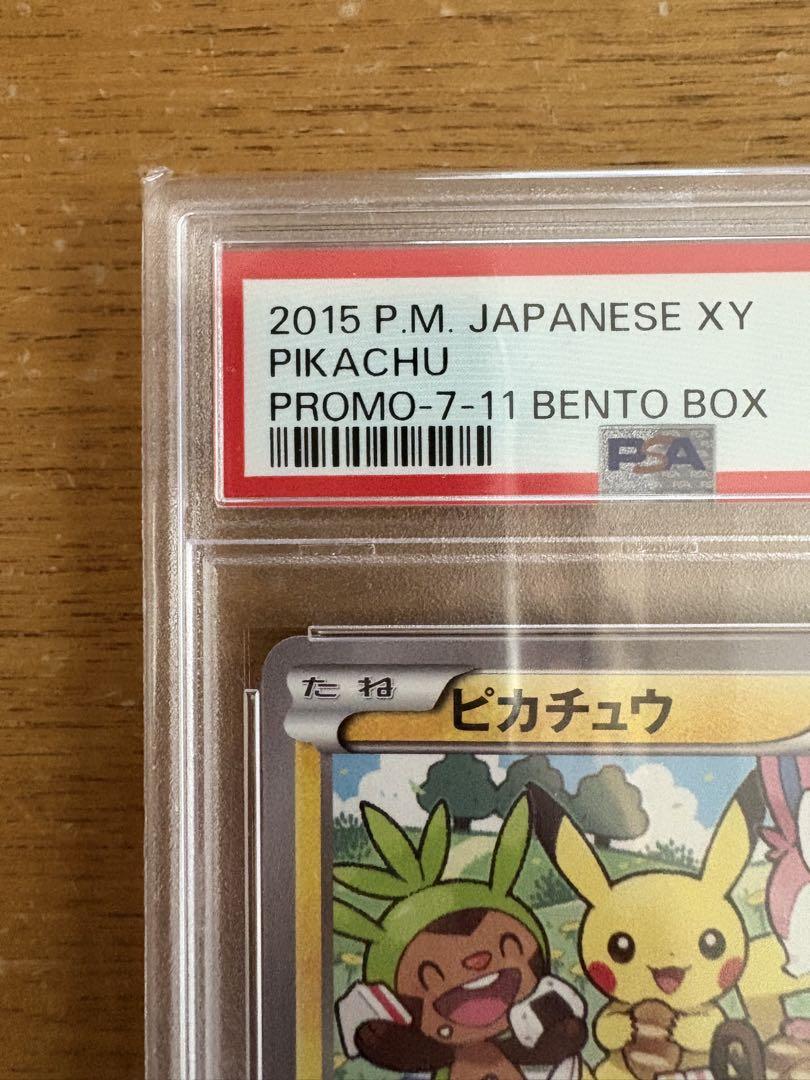 2015 P.M. JAPANESE XY
PIKACHU
PROMO-7-11 BENTO BOX
PSA
たね ピカチュウ